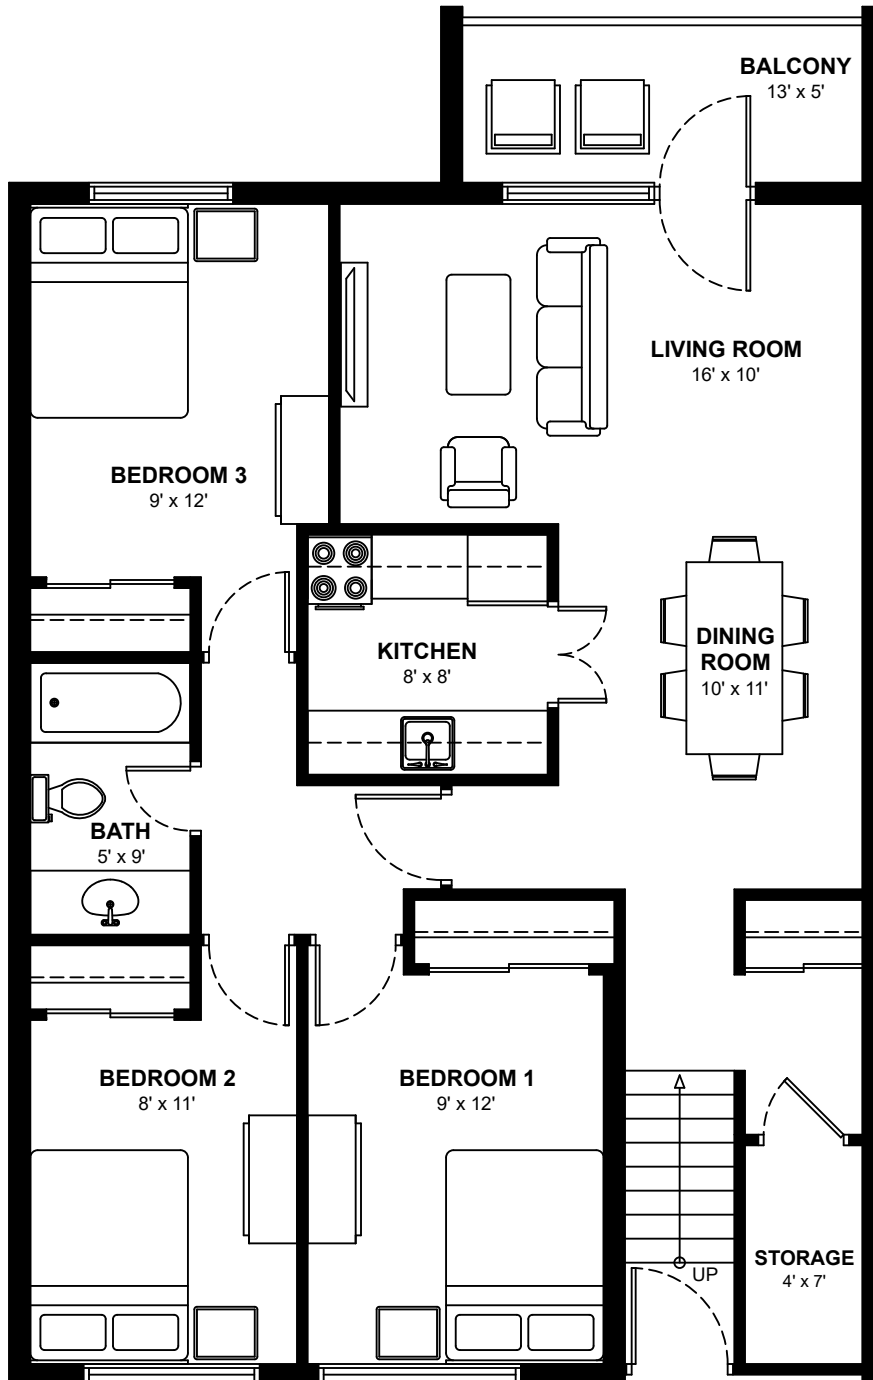 BALCONY
13' x 5'
LIVING ROOM
16' x 10'
BEDROOM 3
9' x 12'
KITCHEN
8' x 8'
DINING
ROOM
10' x 11'
BATH
5' x 9'
BEDROOM 2
8' x 11'
BEDROOM 1
9' x 12'
STORAGE
4' x 7'
UP